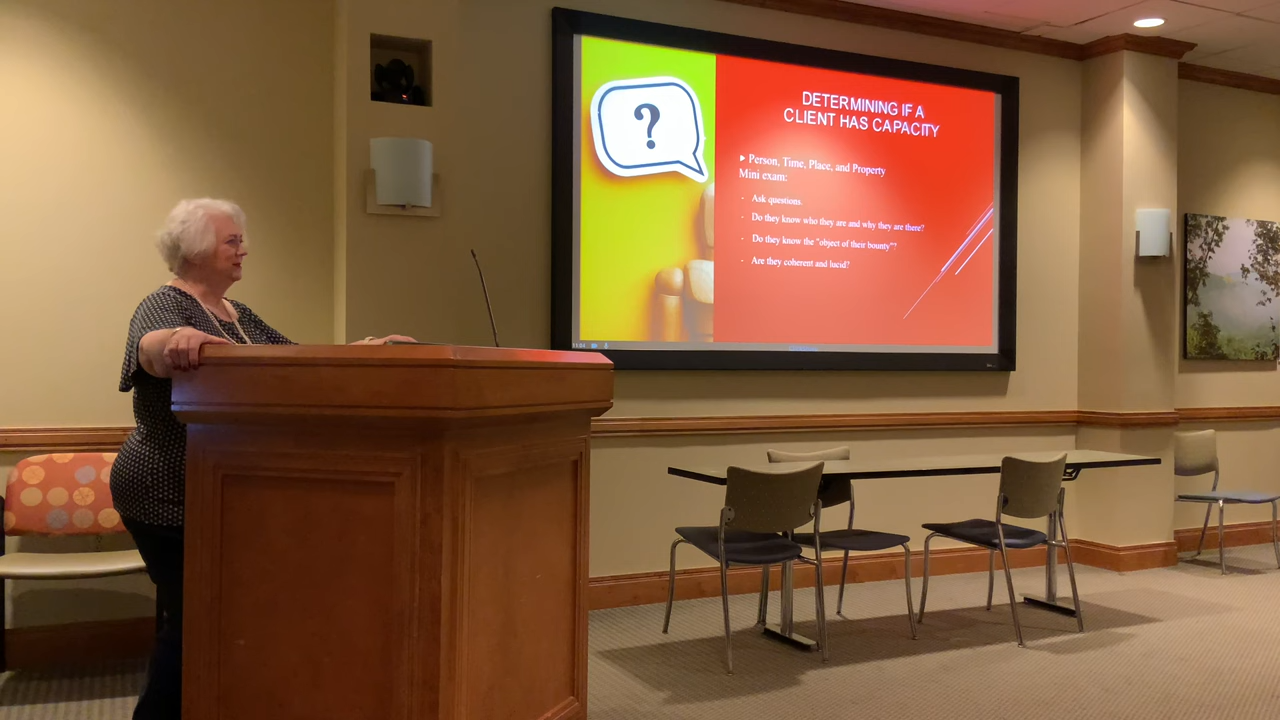 ?
DETERMINING IF A
CLIENT HAS CAPACITY
Person, Time, Place, and Property
Mini exam:
- Ask questions.
- Do they know who they are and why they are there?
- Do they know the "object of their bounty"?
- Are they coherent and lucid?